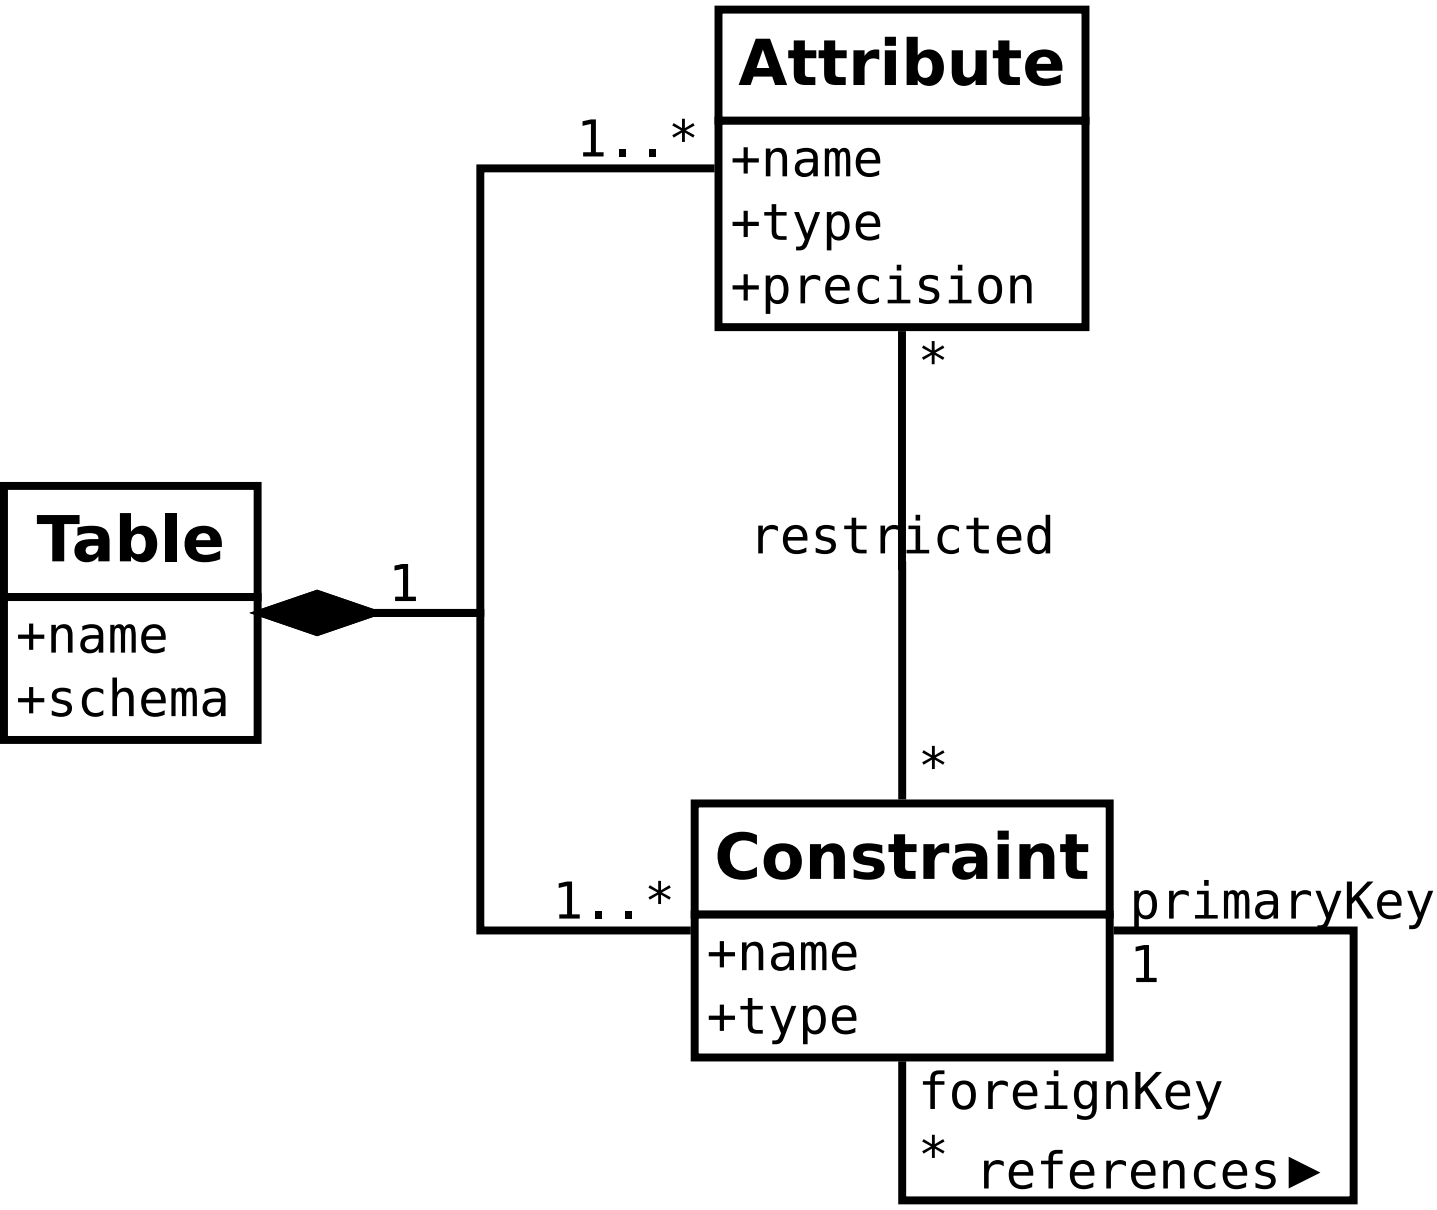 Attribute
1..*
+name
+type
+precision
*
restricted
Table
1
+name
+schema
*
Constraint
1..*
primaryKey
+name
1
+type
foreignKey
*
references▶